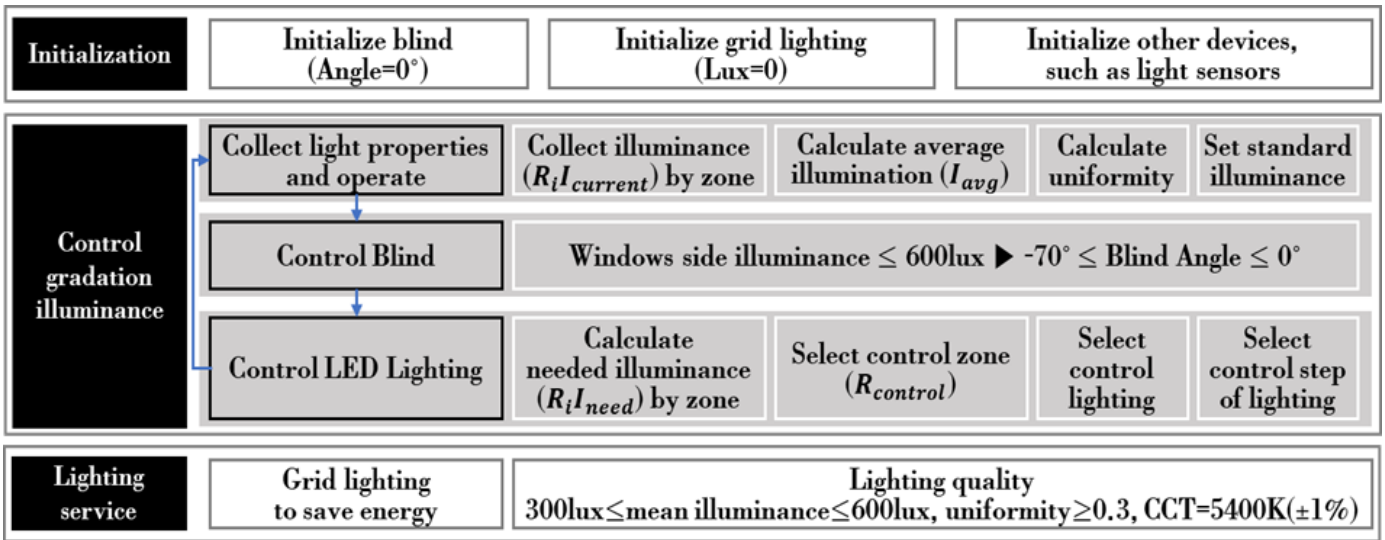 Initialization
Initialize blind
(Angle=0°)
Initialize grid lighting
(Lux=0)
Initialize other devices,
such as light sensors
Control
gradation
illuminance
Collect light properties
and operate
Collect illuminance
(RᵢI_current) by zone
Calculate average
illumination (I_avg)
Calculate
uniformity
Set standard
illuminance
Control Blind
Windows side illuminance ≤ 600lux ▶ -70° ≤ Blind Angle ≤ 0°
Control LED Lighting
Calculate
needed illuminance
(RᵢI_need) by zone
Select control zone
(R_control)
Select
control
lighting
Select
control step
of lighting
Lighting
service
Grid lighting
to save energy
Lighting quality
300lux≤mean illuminance≤600lux, uniformity≥0.3, CCT=5400K(±1%)